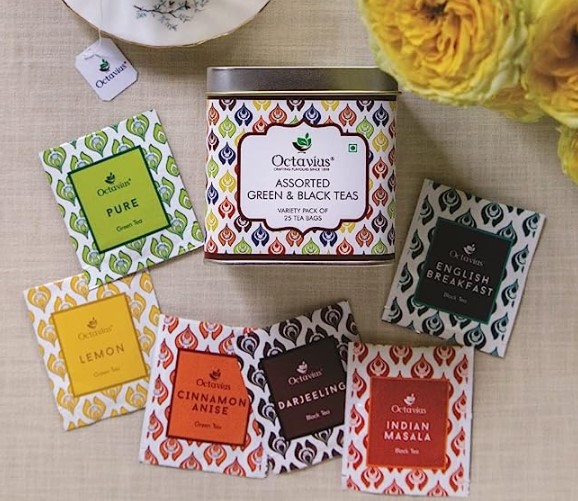 Octavius
Octavius®
CRAFTING FLAVOURS SINCE 1898
ASSORTED
GREEN & BLACK TEAS
VARIETY PACK OF
25 TEA BAGS
Octavius®
PURE
Green Tea
Octavius
ENGLISH
BREAKFAST
Black Tea
Octavius®
LEMON
Green Tea
Octavius
CINNAMON
ANISE
Green Tea
Octavius
DARJEELING
Black Tea
Octavius
INDIAN
MASALA
Black Tea